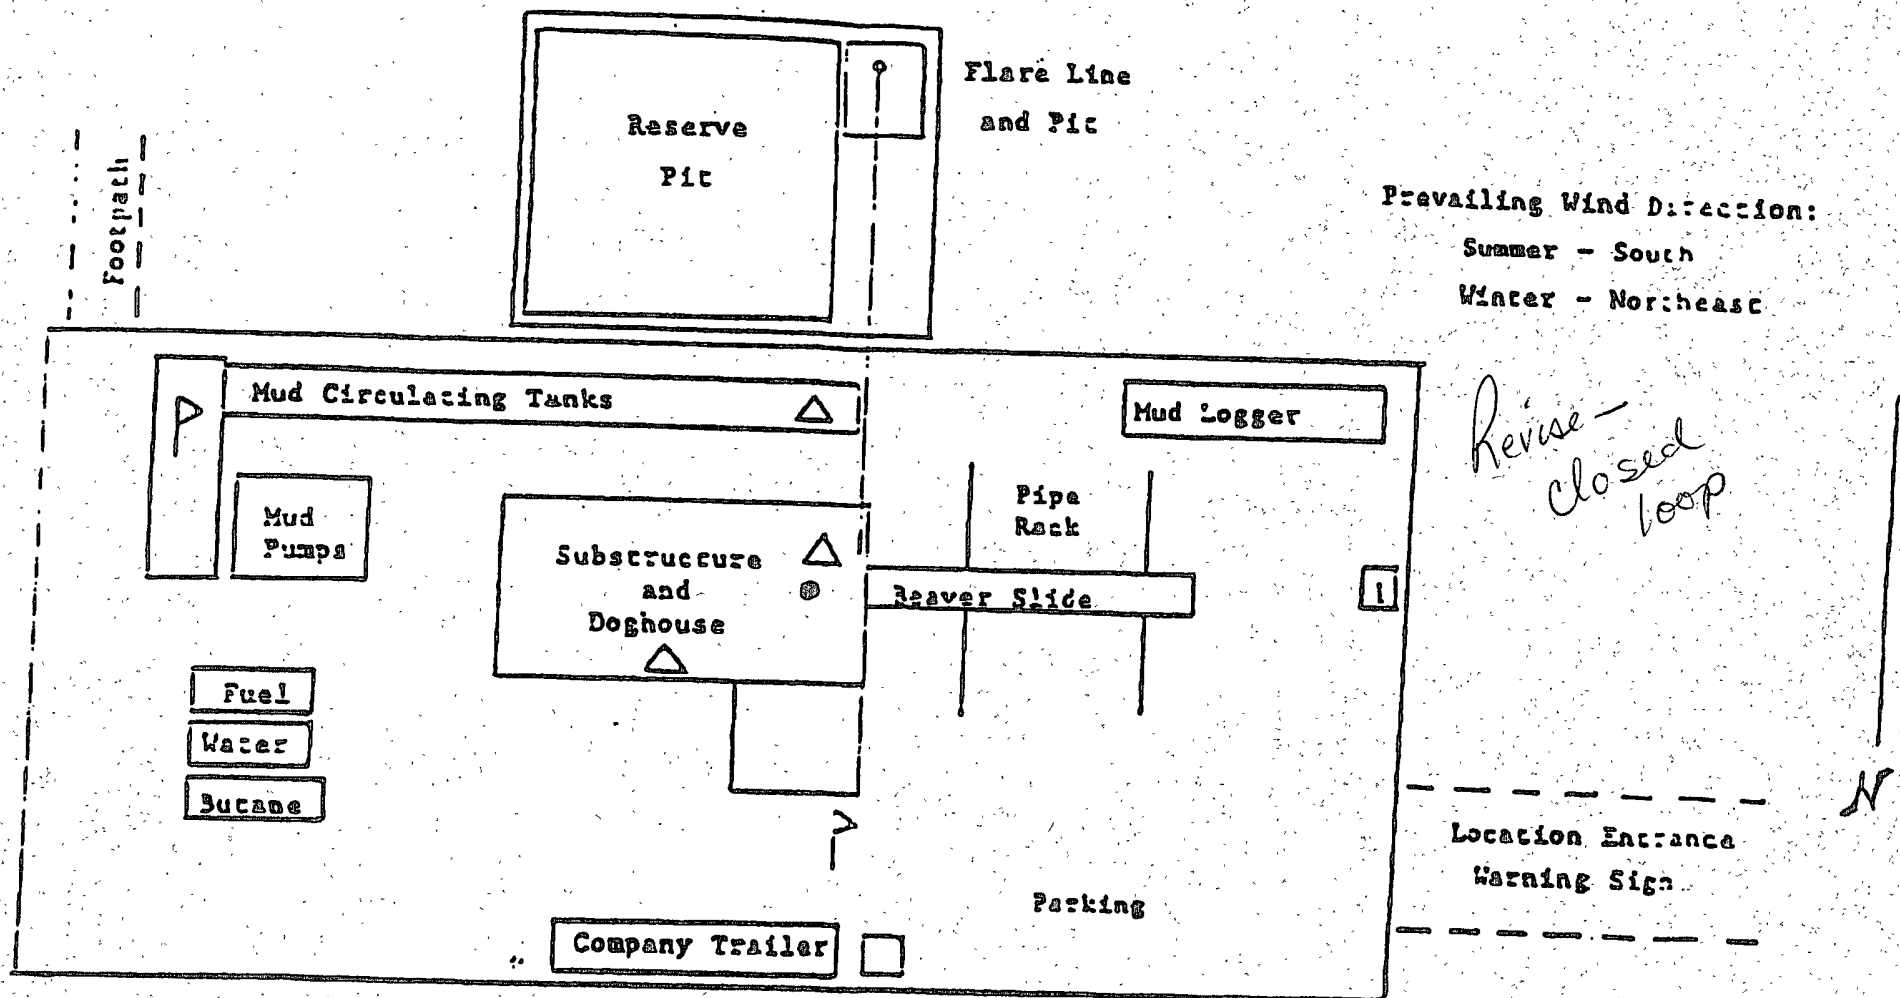 Flare Line
and Pit
Reserve
Pit
Footpath
Prevailing Wind Direction:
Summer - South
Winter - Northeast
Mud Circulating Tanks
Mud Logger
Revise -
closed
loop
Mud
Pumps
Pipe
Rack
Substructure
and
Doghouse
Beaver Slide
1
Fuel
Water
Butane
N
Location Entrance
Warning Sign
Parking
Company Trailer